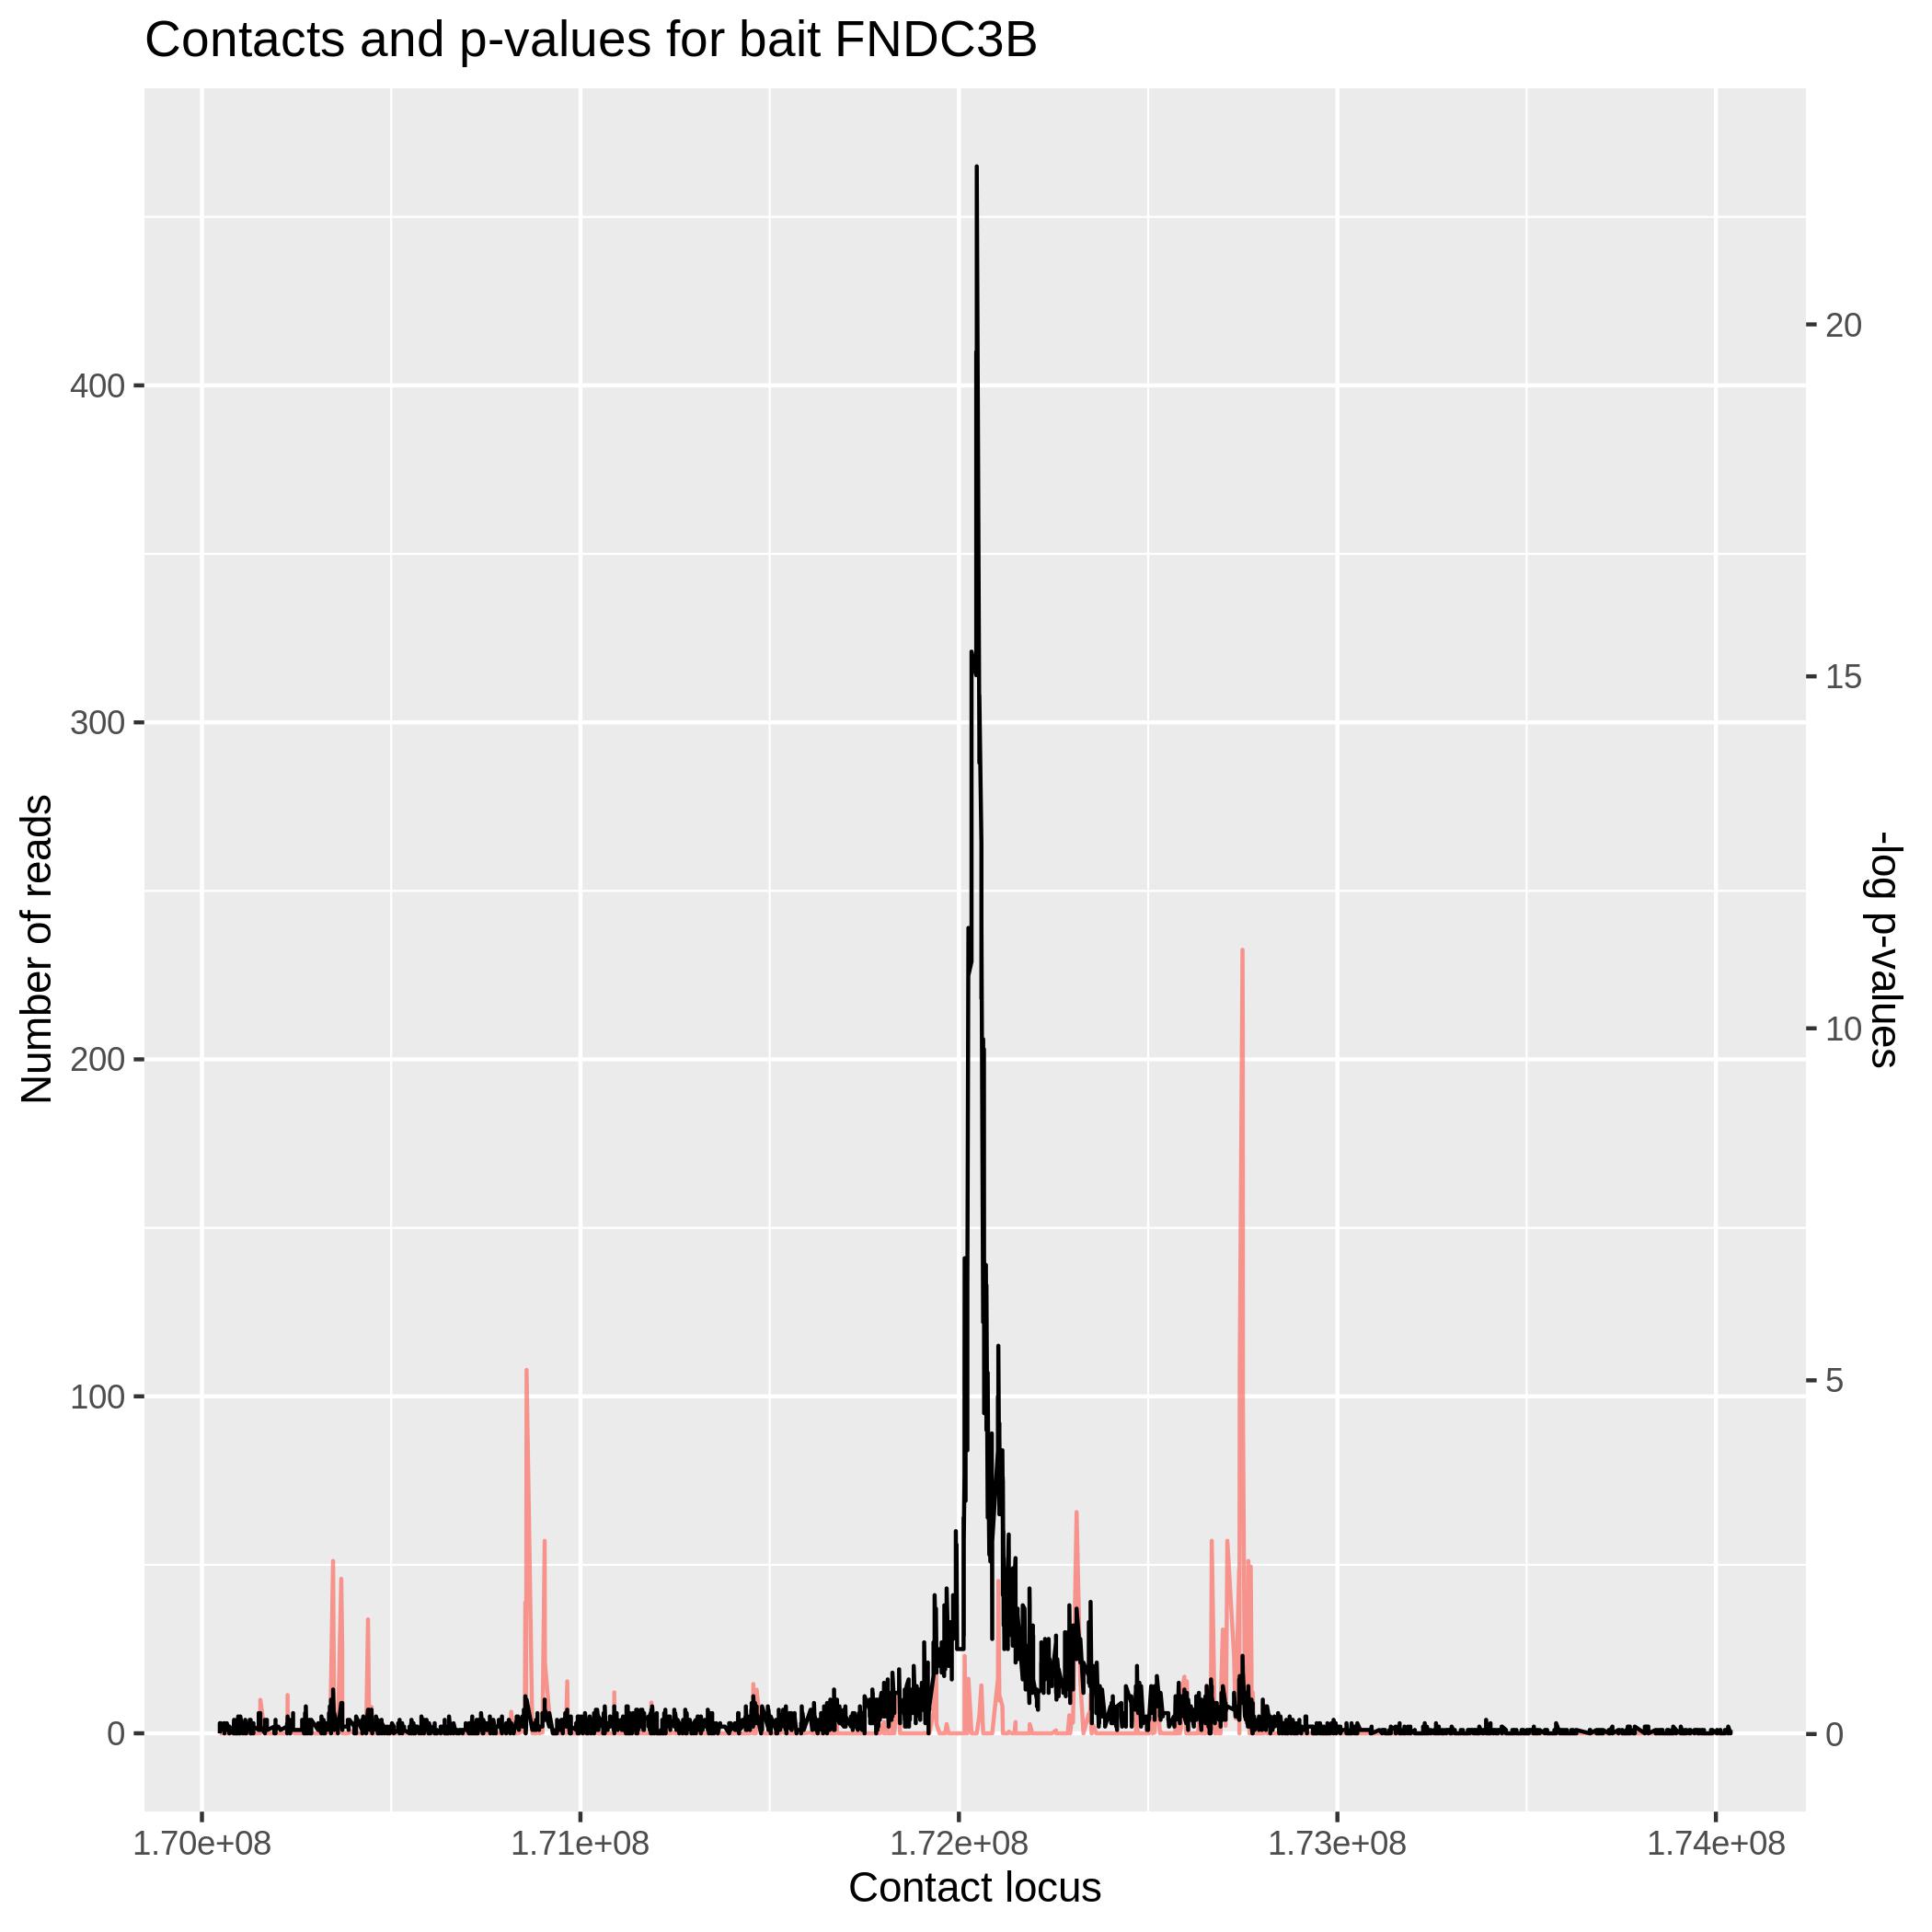 Contacts and p-values for bait FNDC3B
Number of reads
400
300
200
100
0
20
15
10
5
0
-log p-values
1.70e+08 1.71e+08 1.72e+08 1.73e+08 1.74e+08
Contact locus